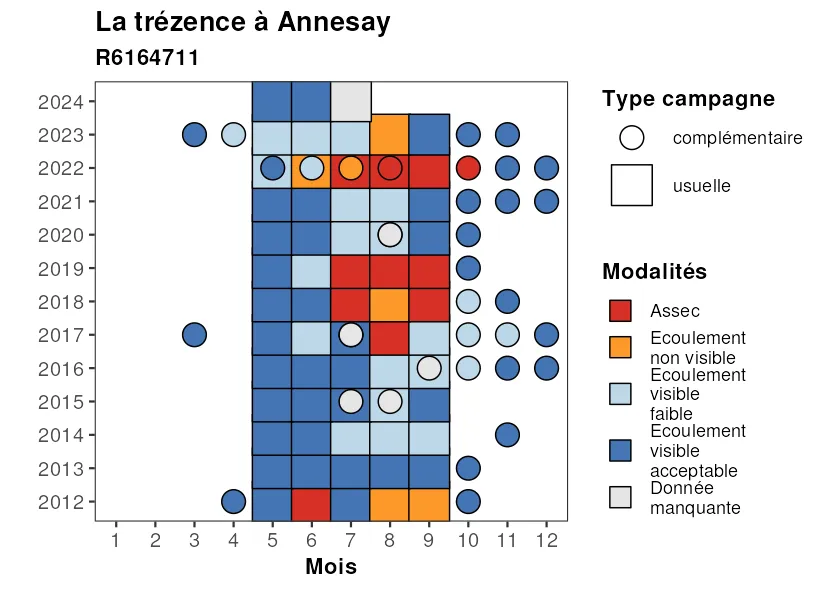 La trézence à Annesay
R6164711
2024
2023
2022
2021
2020
2019
2018
2017
2016
2015
2014
2013
2012
1 2 3 4 5 6 7 8 9 10 11 12
Mois
Type campagne
complémentaire
usuelle
Modalités
Assec
Ecoulement
non visible
Ecoulement
visible
faible
Ecoulement
visible
acceptable
Donnée
manquante